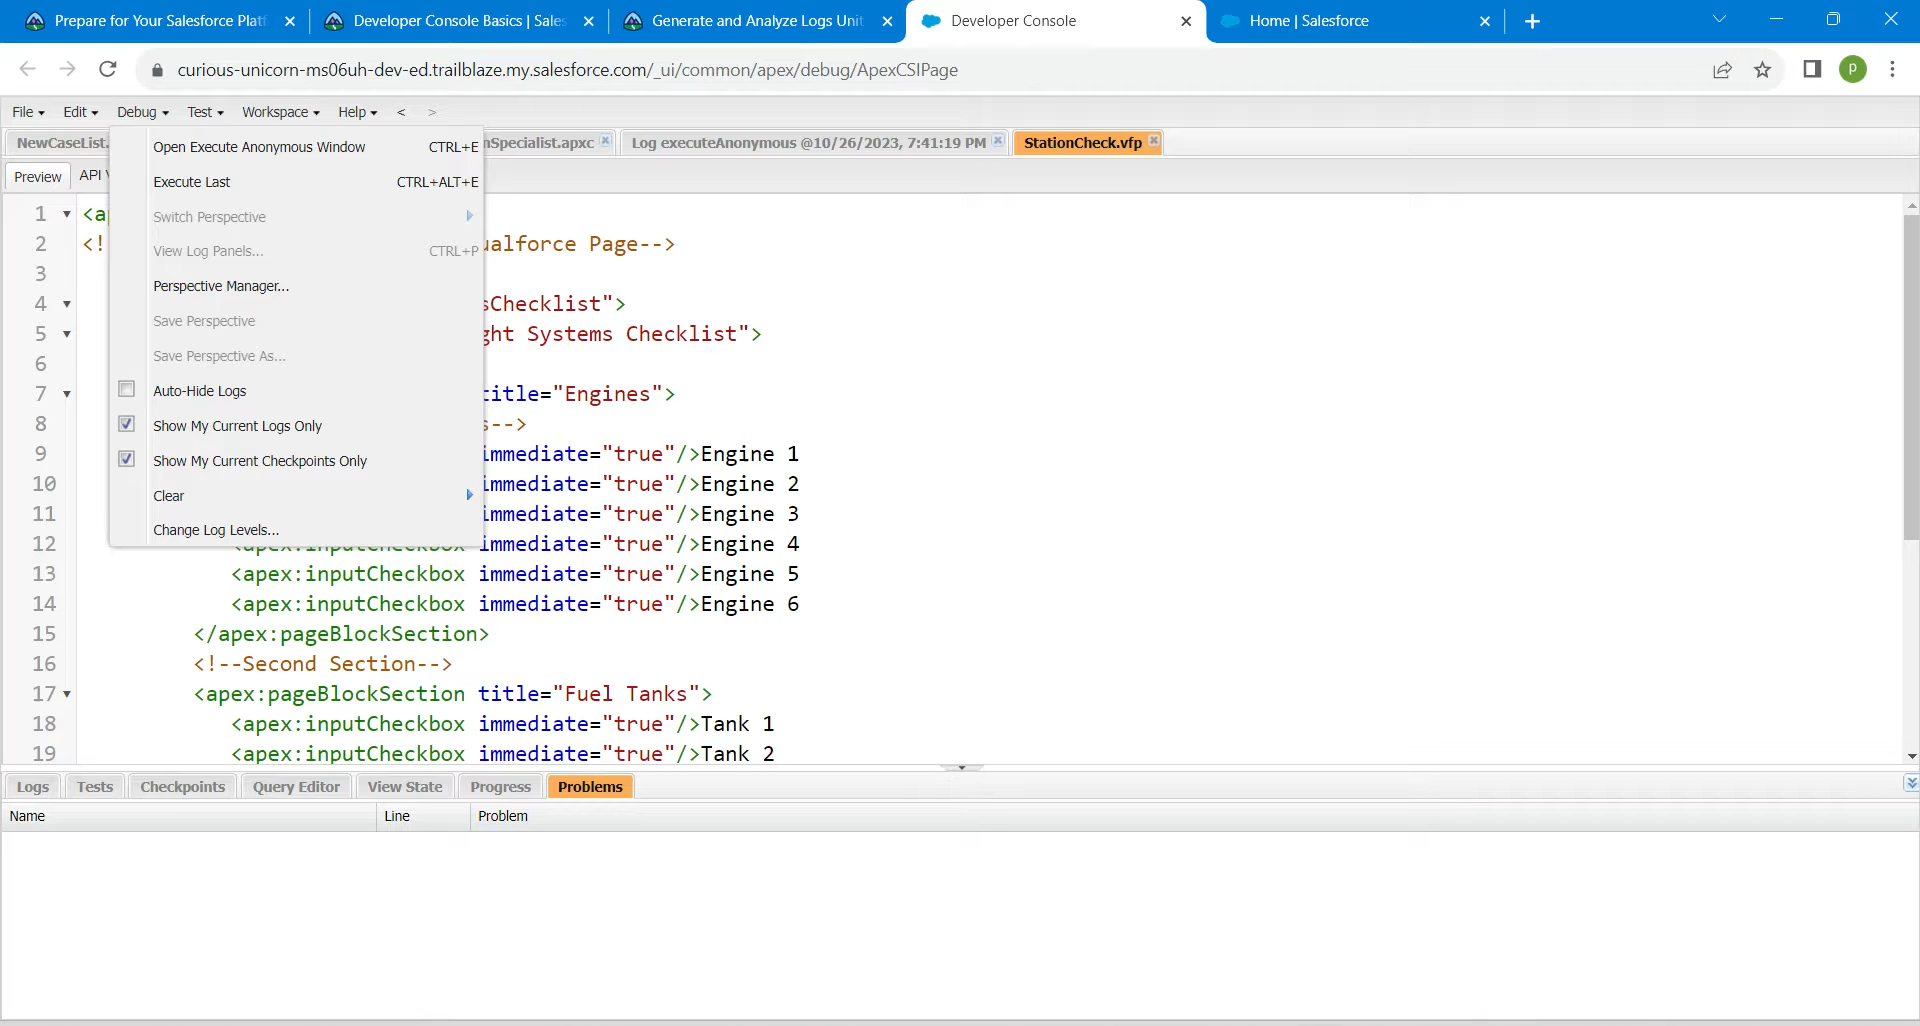 Prepare for Your Salesforce Platf
Developer Console Basics | Sales
Generate and Analyze Logs Unit
Developer Console
Home | Salesforce
curious-unicorn-ms06uh-dev-ed.trailblaze.my.salesforce.com/_ui/common/apex/debug/ApexCSIPage
P
File Edit Debug Test Workspace Help < >
NewCaseList.
nSpecialist.apxc
Log executeAnonymous @10/26/2023, 7:41:19 PM
StationCheck.vfp
Preview API V
Open Execute Anonymous Window CTRL+E
Execute Last CTRL+ALT+E
Switch Perspective
View Log Panels... CTRL+P
Perspective Manager...
Save Perspective
Save Perspective As...
Auto-Hide Logs
Show My Current Logs Only
Show My Current Checkpoints Only
Clear
Change Log Levels...
1 <ap
2 <! ualforce Page-->
3
4 sChecklist">
5 ght Systems Checklist">
6
7 title="Engines">
8 s-->
9 immediate="true"/>Engine 1
10 immediate="true"/>Engine 2
11 immediate="true"/>Engine 3
12 <apex:inputCheckbox immediate="true"/>Engine 4
13 <apex:inputCheckbox immediate="true"/>Engine 5
14 <apex:inputCheckbox immediate="true"/>Engine 6
15 </apex:pageBlockSection>
16 <!--Second Section-->
17 <apex:pageBlockSection title="Fuel Tanks">
18 <apex:inputCheckbox immediate="true"/>Tank 1
19 <apex:inputCheckbox immediate="true"/>Tank 2
Logs Tests Checkpoints Query Editor View State Progress Problems
Name Line Problem